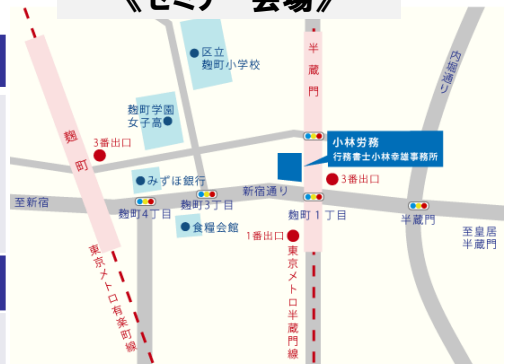 《セミナー会場》
区立
麹町小学校
半蔵門
内堀通り
麹町学園
女子高
麹町
3番出口
小林労務
行務書士小林幸雄事務所
みずほ銀行
3番出口
新宿通り
至新宿
麹町4丁目
麹町3丁目
麹町1丁目
半蔵門
食糧会館
1番出口
至皇居
半蔵門
東京メトロ有楽町線
東京メトロ半蔵門線